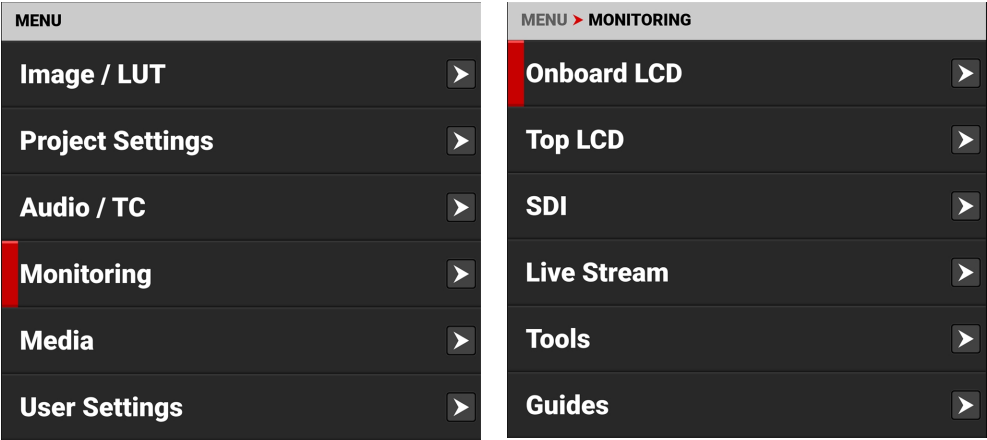 MENU
Image / LUT
Project Settings
Audio / TC
Monitoring
Media
User Settings
MENU > MONITORING
Onboard LCD
Top LCD
SDI
Live Stream
Tools
Guides